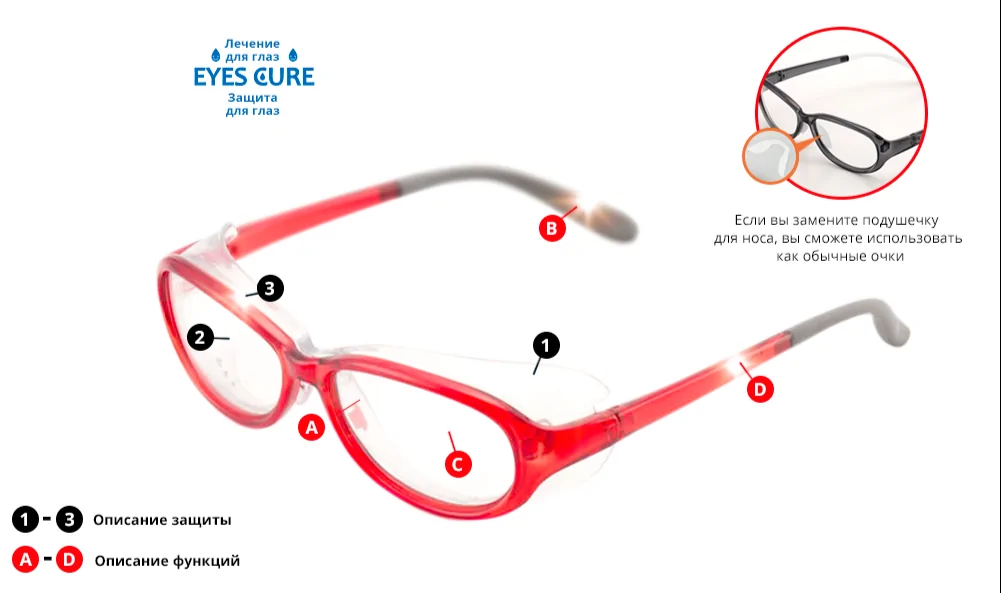 Лечение
для глаз
EYES CURE
Защита
для глаз
Если вы замените подушечку
для носа, вы сможете использовать
как обычные очки
B
3
2
1
D
A
C
1 - 3 Описание защиты
A - D Описание функций